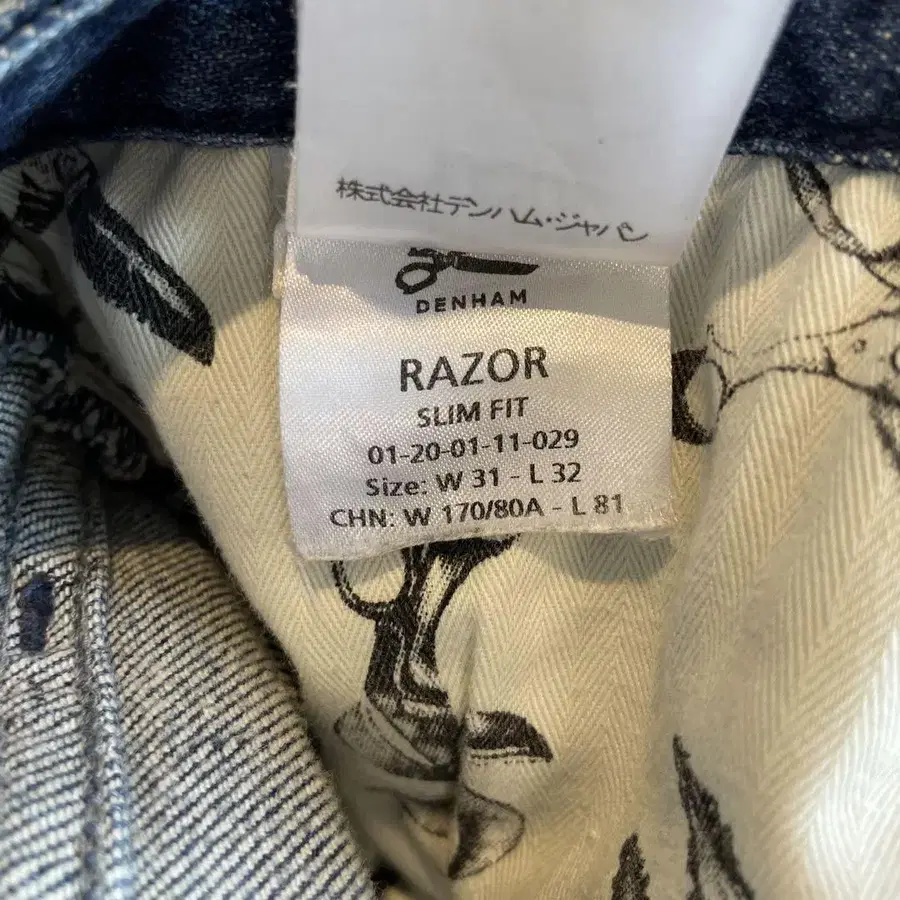 株式会社デンハム・ジャパン
DENHAM
RAZOR
SLIM FIT
01-20-01-11-029
Size: W 31 - L 32
CHN: W 170/80A - L 81